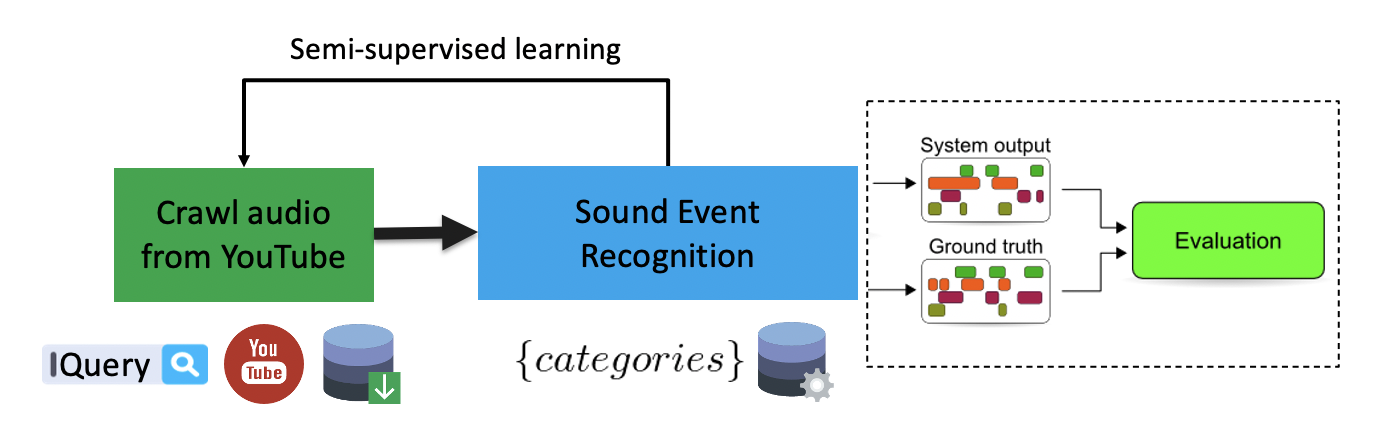 Semi-supervised learning
Crawl audio
from YouTube
Sound Event
Recognition
System output
Ground truth
Evaluation
Query
You
Tube
{categories}